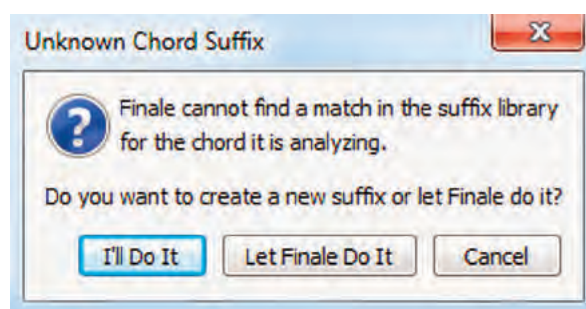 Unknown Chord Suffix
Finale cannot find a match in the suffix library
for the chord it is analyzing.
Do you want to create a new suffix or let Finale do it?
I'll Do It Let Finale Do It Cancel